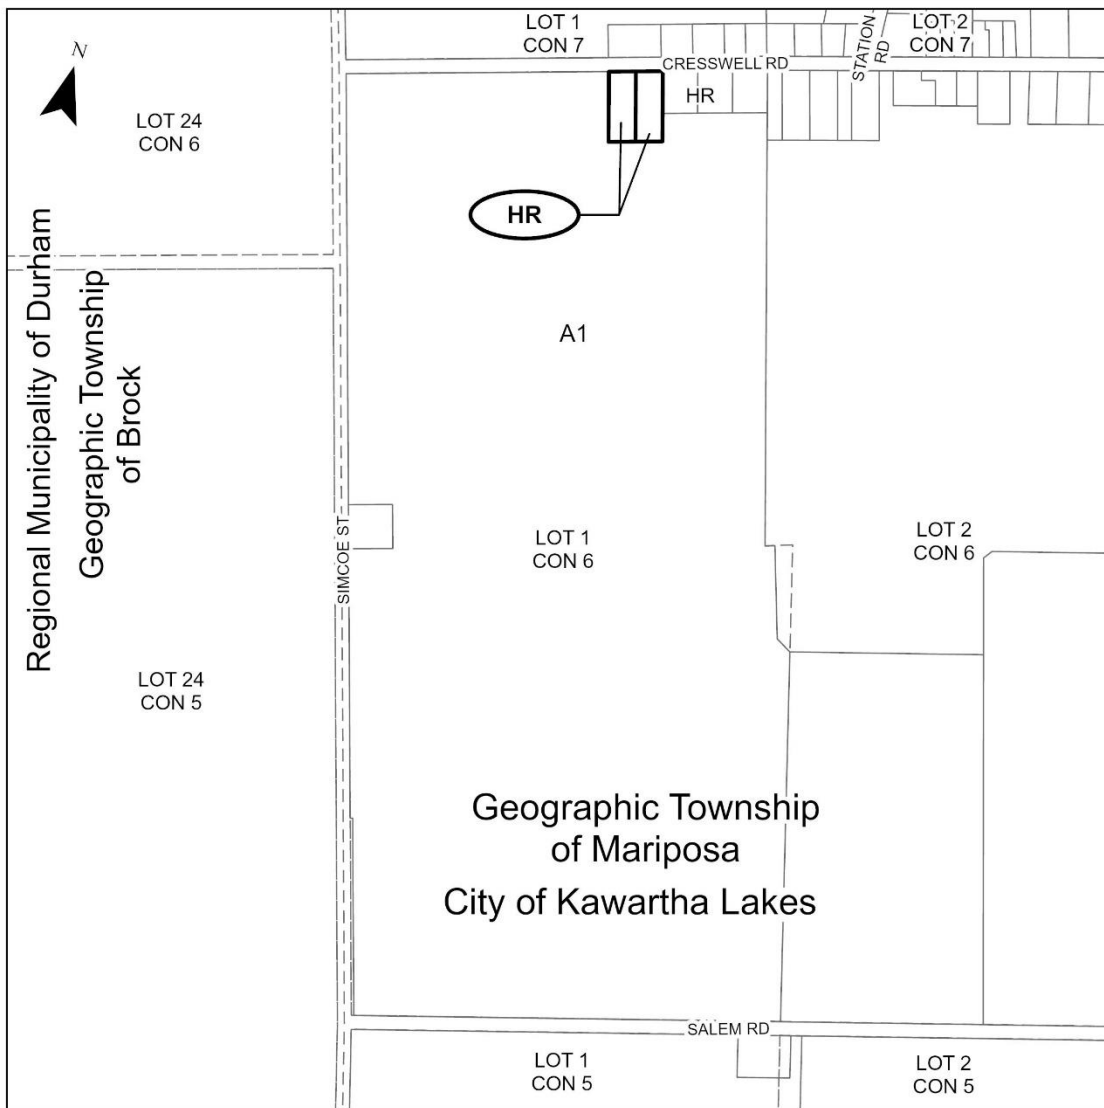 LOT 1
CON 7
LOT 2
CON 7
STATION
RD
CRESSWELL RD
N
HR
LOT 24
CON 6
HR
A1
Regional Municipality of Durham
Geographic Township
of Brock
SIMCOE ST
LOT 1
CON 6
LOT 2
CON 6
LOT 24
CON 5
Geographic Township
of Mariposa
City of Kawartha Lakes
SALEM RD
LOT 1
CON 5
LOT 2
CON 5